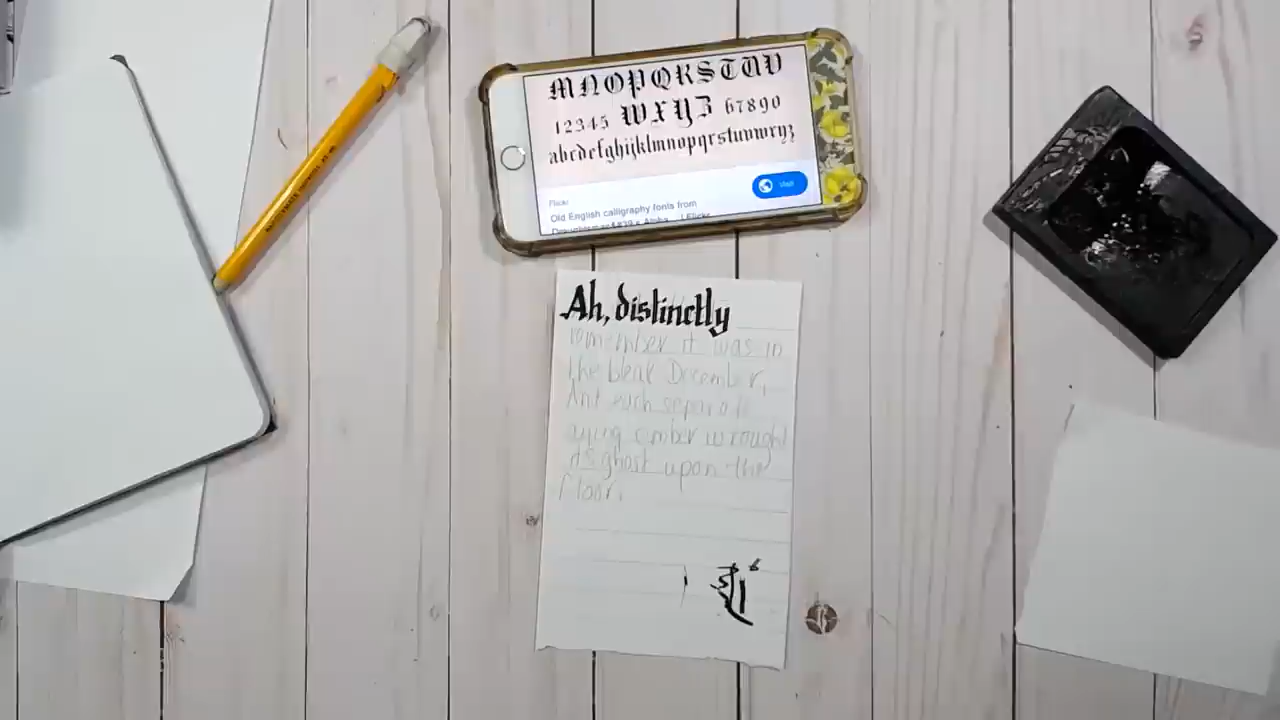 MNOPQRSTUV
12345 WXYZ 67890
abcdefghijklmnopqrstuvwxyz
Flickr
Visit
Old English calligraphy fonts from
Ah, distinctly
remember it was in
the bleak December,
And each separate
dying ember wrought
its ghost upon the
floor.